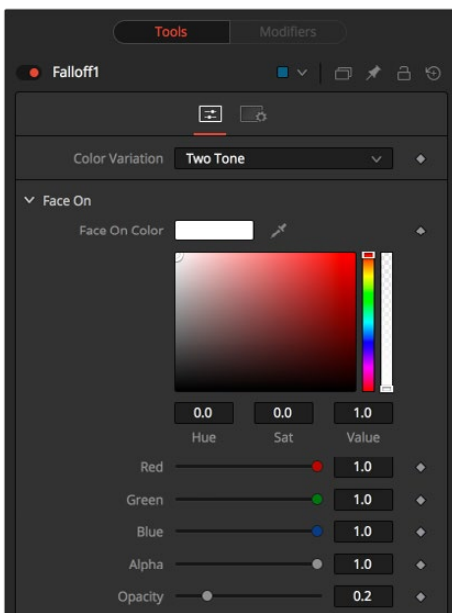 Tools Modifiers
Falloff1
Color Variation Two Tone
Face On
Face On Color
0.0 0.0 1.0
Hue Sat Value
Red 1.0
Green 1.0
Blue 1.0
Alpha 1.0
Opacity 0.2